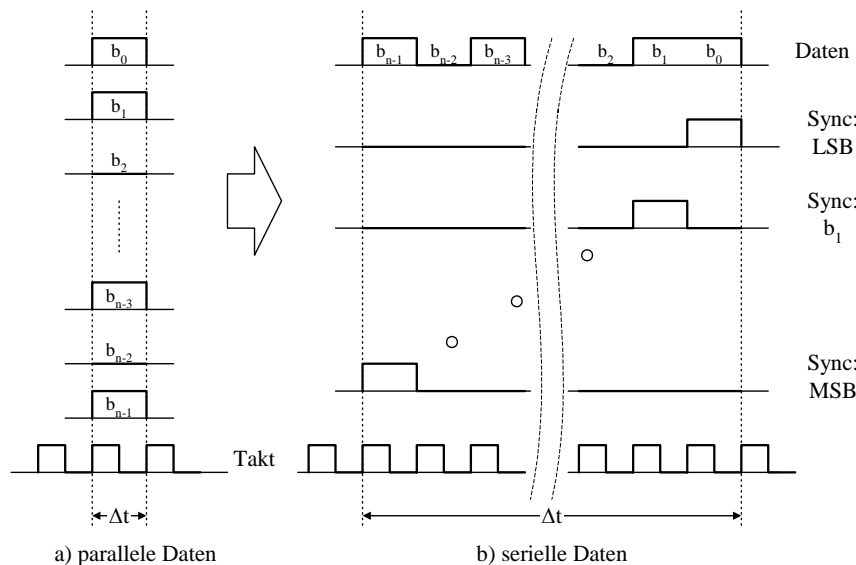 b0
b1
b2
bn-3
bn-2
bn-1
Takt
Δt
a) parallele Daten
bn-1 bn-2 bn-3 b2 b1 b0 Daten
Sync:
LSB
Sync:
b1
Sync:
MSB
Δt
b) serielle Daten